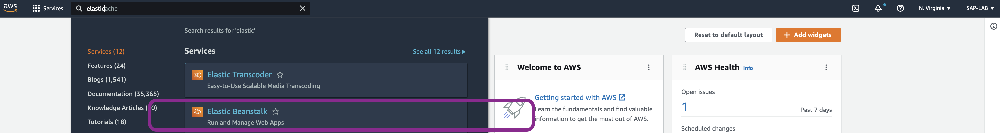 aws
Services
elasticache
N. Virginia
SAP-LAB
Search results for 'elastic'
Services (12)
Features (24)
Blogs (1,541)
Documentation (35,365)
Knowledge Articles ( 0)
Tutorials (18)
Services
See all 12 results
Elastic Transcoder
Easy-to-Use Scalable Media Transcoding
Elastic Beanstalk
Run and Manage Web Apps
Reset to default layout
Add widgets
Welcome to AWS
Getting started with AWS
Learn the fundamentals and find valuable
information to get the most out of AWS.
AWS Health Info
Open issues
1
Past 7 days
Scheduled changes